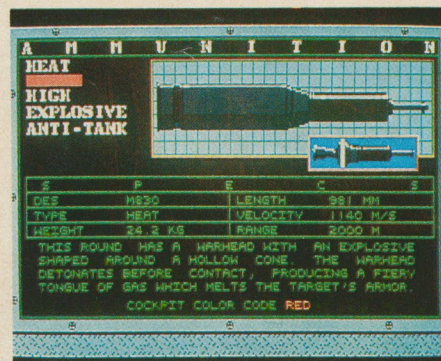 AMMUNITION
HEAT
HIGH
EXPLOSIVE
ANTI-TANK
SPECS
DES M830 LENGTH 981 MM
TYPE HEAT VELOCITY 1140 M/S
WEIGHT 24.2 KG RANGE 2000 M
THIS ROUND HAS A WARHEAD WITH AN EXPLOSIVE
SHAPED AROUND A HOLLOW CONE. THE WARHEAD
DETONATES BEFORE CONTACT, PRODUCING A FIERY
TONGUE OF GAS WHICH MELTS THE TARGET'S ARMOR.
COCKPIT COLOR CODE RED